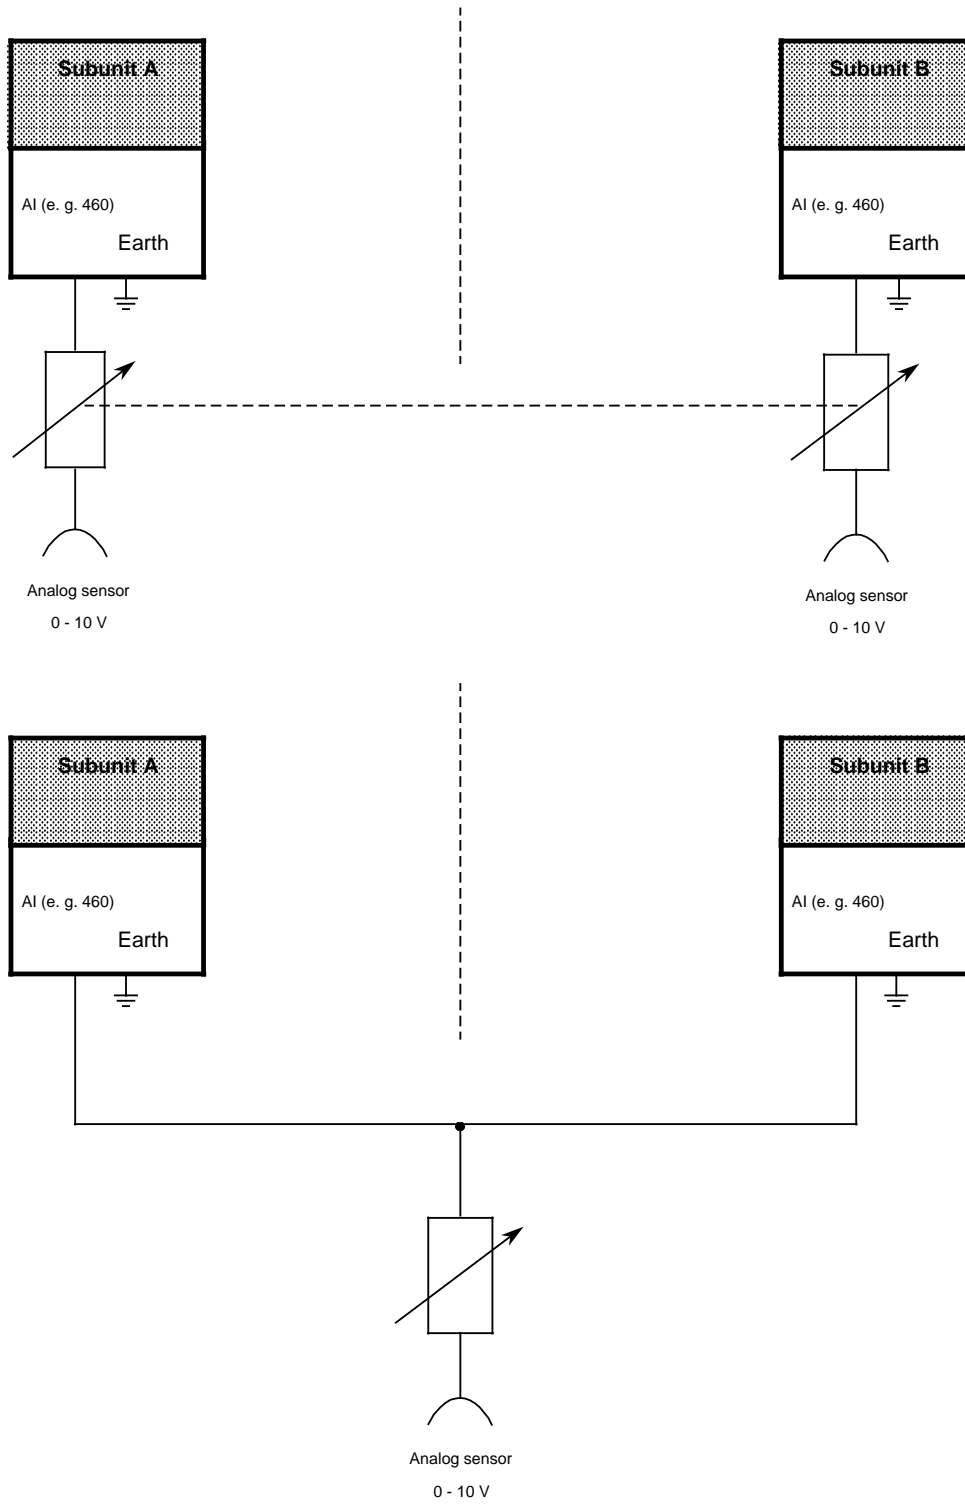 Subunit A
Subunit B
AI (e. g. 460)
AI (e. g. 460)
Earth
Earth
Analog sensor
0 - 10 V
Analog sensor
0 - 10 V
Subunit A
Subunit B
AI (e. g. 460)
AI (e. g. 460)
Earth
Earth
Analog sensor
0 - 10 V